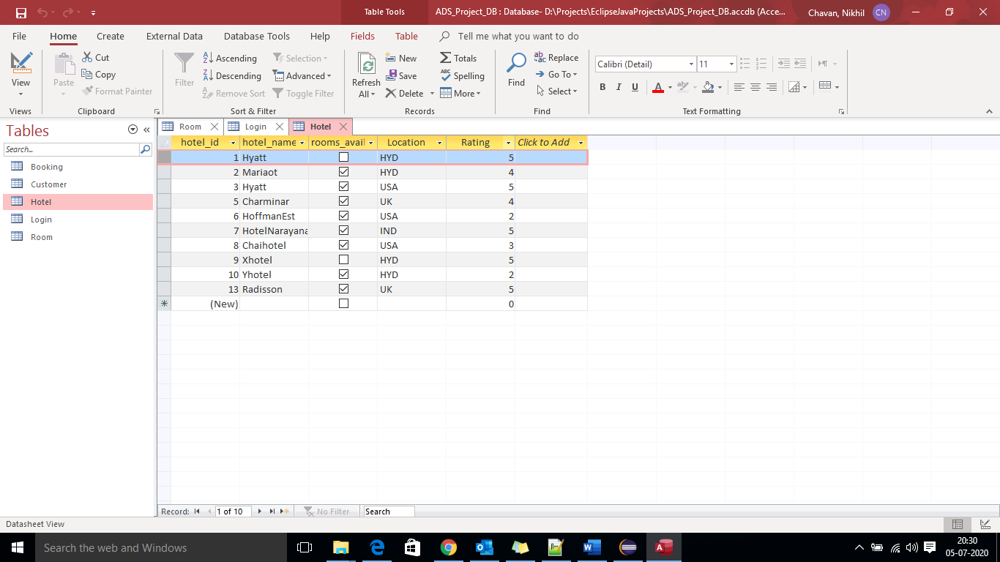 Table Tools
ADS_Project_DB : Database- D:\Projects\EclipseJavaProjects\ADS_Project_DB.accdb (Acce...
Chavan, Nikhil
CN
File Home Create External Data Database Tools Help Fields Table Tell me what you want to do
View
Views
Paste
Cut
Copy
Format Painter
Clipboard
Filter
Ascending
Descending
Remove Sort
Selection
Advanced
Toggle Filter
Sort & Filter
Refresh
All
New
Save
Delete
Totals
Spelling
More
Records
Find
Replace
Go To
Select
Find
Calibri (Detail) 11
B I U A
Text Formatting
Tables
Search...
Booking
Customer
Hotel
Login
Room
Room Login Hotel
hotel_id hotel_name rooms_avai Location Rating Click to Add
1 Hyatt HYD 5
2 Mariaot HYD 4
3 Hyatt USA 5
5 Charminar UK 4
6 HoffmanEst USA 2
7 HotelNarayana IND 5
8 Chaihotel USA 3
9 Xhotel HYD 5
10 Yhotel HYD 2
13 Radisson UK 5
(New) 0
Record: 1 of 10 No Filter Search
Datasheet View
Search the web and Windows
20:30
05-07-2020